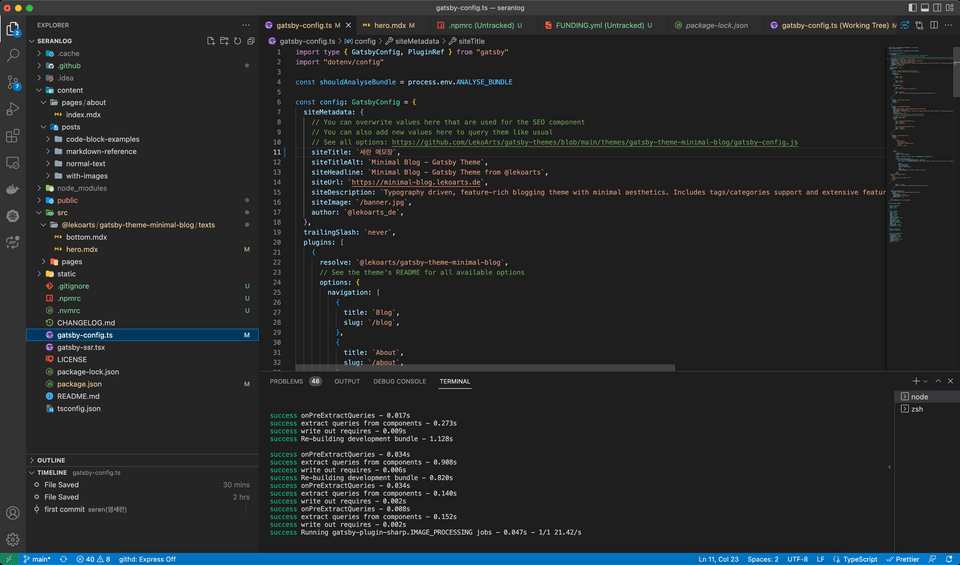 gatsby-config.ts — seranlog
EXPLORER
SERANLOG
.cache
.github
.idea
content
pages / about
index.mdx
posts
code-block-examples
markdown-reference
normal-text
with-images
node_modules
public
src
@lekoarts / gatsby-theme-minimal-blog / texts
bottom.mdx
hero.mdx M
pages
static
.gitignore U
.npmrc U
.nvmrc U
CHANGELOG.md
gatsby-config.ts M
gatsby-ssr.tsx
LICENSE
package-lock.json
package.json M
README.md
tsconfig.json
OUTLINE
TIMELINE gatsby-config.ts
File Saved 30 mins
File Saved 2 hrs
first commit seren(염세란)
gatsby-config.ts M
hero.mdx M
.npmrc (Untracked) U
FUNDING.yml (Untracked) U
package-lock.json
gatsby-config.ts (Working Tree) M
gatsby-config.ts > config > siteMetadata > siteTitle
1 import type { GatsbyConfig, PluginRef } from "gatsby"
2 import "dotenv/config"
3
4 const shouldAnalyseBundle = process.env.ANALYSE_BUNDLE
5
6 const config: GatsbyConfig = {
7 siteMetadata: {
8 // You can overwrite values here that are used for the SEO component
9 // You can also add new values here to query them like usual
10 // See all options: https://github.com/LekoArts/gatsby-themes/blob/main/themes/gatsby-theme-minimal-blog/gatsby-config.js
11 siteTitle: `세란 메모장`,
12 siteTitleAlt: `Minimal Blog - Gatsby Theme`,
13 siteHeadline: `Minimal Blog - Gatsby Theme from @lekoarts`,
14 siteUrl: `https://minimal-blog.lekoarts.de`,
15 siteDescription: `Typography driven, feature-rich blogging theme with minimal aesthetics. Includes tags/categories support and extensive featur
16 siteImage: `/banner.jpg`,
17 author: `@lekoarts_de`,
18 },
19 trailingSlash: `never`,
20 plugins: [
21 {
22 resolve: `@lekoarts/gatsby-theme-minimal-blog`,
23 // See the theme's README for all available options
24 options: {
25 navigation: [
26 {
27 title: `Blog`,
28 slug: `/blog`,
29 },
30 {
31 title: `About`,
32 slug: `/about`,
PROBLEMS 48 OUTPUT DEBUG CONSOLE TERMINAL
success onPreExtractQueries - 0.017s
success extract queries from components - 0.273s
success write out requires - 0.009s
success Re-building development bundle - 1.128s
success onPreExtractQueries - 0.034s
success extract queries from components - 0.908s
success write out requires - 0.006s
success Re-building development bundle - 0.820s
success onPreExtractQueries - 0.034s
success extract queries from components - 0.140s
success write out requires - 0.002s
success onPreExtractQueries - 0.008s
success extract queries from components - 0.152s
success write out requires - 0.002s
success Running gatsby-plugin-sharp.IMAGE_PROCESSING jobs - 0.047s - 1/1 21.42/s
node
zsh
main* 40 8 githd: Express Off
Ln 11, Col 23 Spaces: 2 UTF-8 LF {} TypeScript Prettier